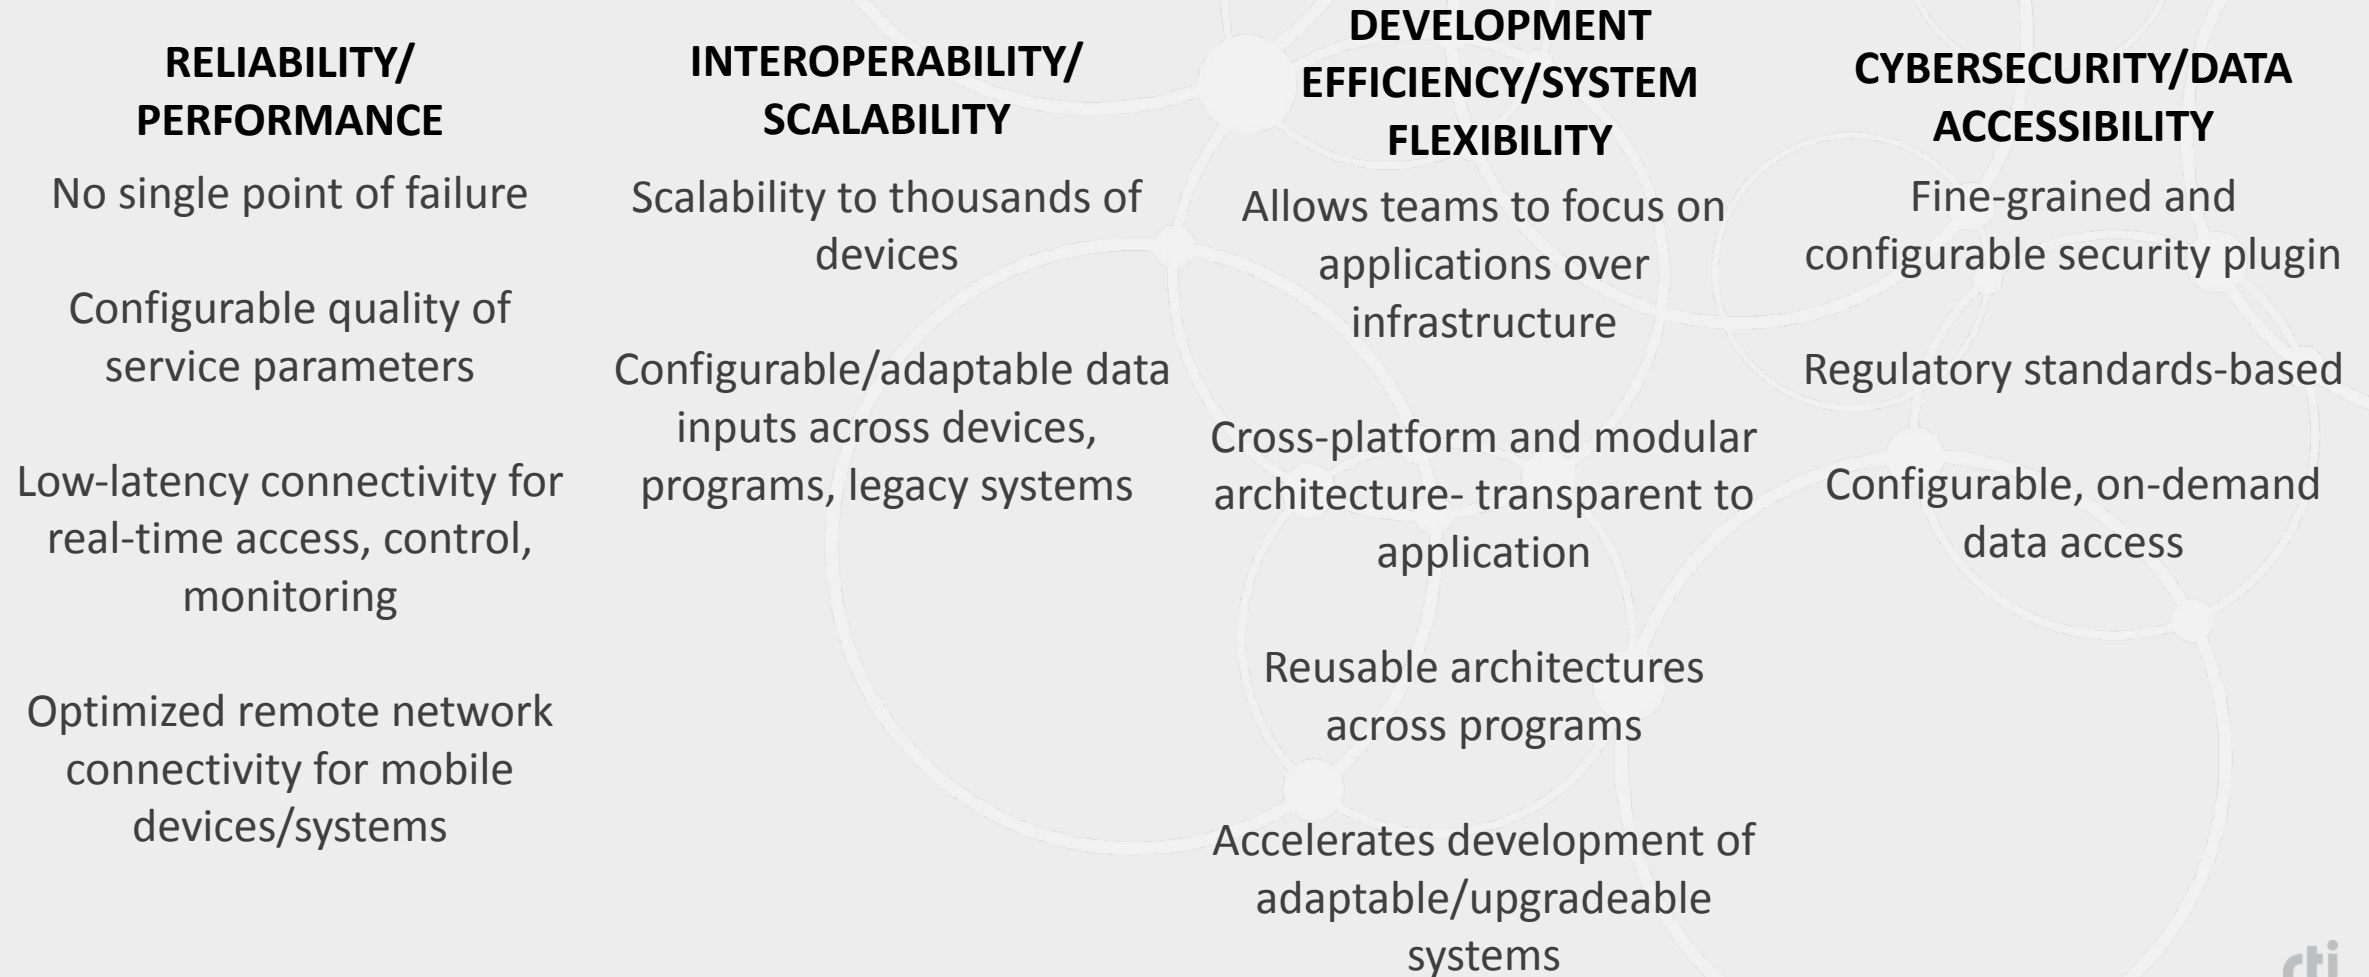 RELIABILITY/
PERFORMANCE
No single point of failure
Configurable quality of
service parameters
Low-latency connectivity for
real-time access, control,
monitoring
Optimized remote network
connectivity for mobile
devices/systems
INTEROPERABILITY/
SCALABILITY
Scalability to thousands of
devices
Configurable/adaptable data
inputs across devices,
programs, legacy systems
DEVELOPMENT
EFFICIENCY/SYSTEM
FLEXIBILITY
Allows teams to focus on
applications over
infrastructure
Cross-platform and modular
architecture- transparent to
application
Reusable architectures
across programs
Accelerates development of
adaptable/upgradeable
systems
CYBERSECURITY/DATA
ACCESSIBILITY
Fine-grained and
configurable security plugin
Regulatory standards-based
Configurable, on-demand
data access
rti